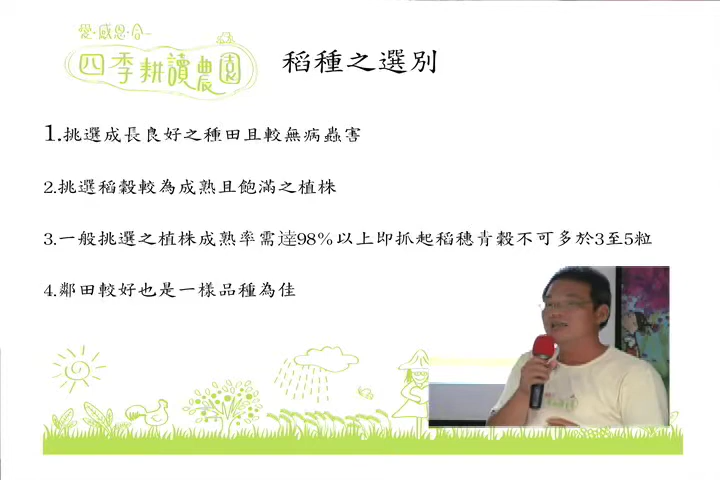 愛‧感恩‧合一
四季耕讀農園
稻種之選別
1.挑選成長良好之種田且較無病蟲害
2.挑選稻穀較為成熟且飽滿之植株
3.一般挑選之植株成熟率需達98%以上即抓起稻穗青穀不可多於3至5粒
4.鄰田較好也是一樣品種為佳